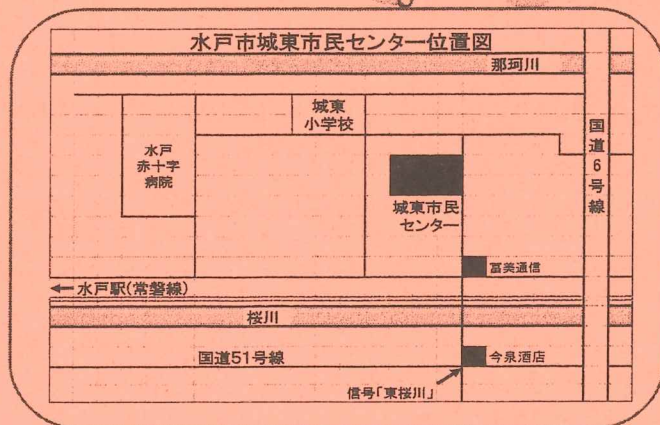 水戸市城東市民センター位置図
那珂川
城東
小学校
国道6号線
水戸
赤十字
病院
城東市民
センター
冨美通信
←水戸駅(常磐線)
桜川
国道51号線
今泉酒店
信号「東桜川」